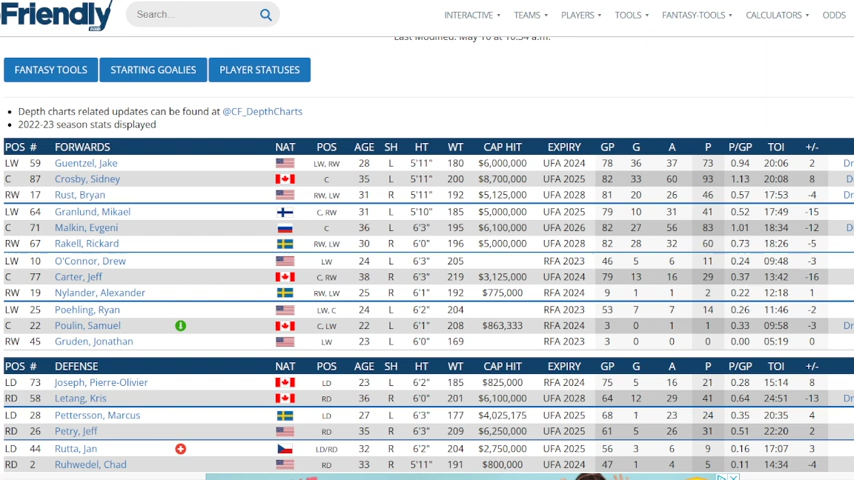 Friendly
Search...
INTERACTIVE TEAMS PLAYERS TOOLS FANTASY-TOOLS CALCULATORS ODDS
Last Modified: May 10 at 10:54 a.m.
FANTASY TOOLS STARTING GOALIES PLAYER STATUSES
Depth charts related updates can be found at @CF_DepthCharts
2022-23 season stats displayed
POS # FORWARDS NAT POS AGE SH HT WT CAP HIT EXPIRY GP G A P P/GP TOI +/-
LW 59 Guentzel, Jake LW, RW 28 L 5'11" 180 $6,000,000 UFA 2024 78 36 37 73 0.94 20:06 2 Dr
C 87 Crosby, Sidney C 35 L 5'11" 200 $8,700,000 UFA 2025 82 33 60 93 1.13 20:08 8 D
RW 17 Rust, Bryan RW, LW 31 R 5'11" 192 $5,125,000 UFA 2028 81 20 26 46 0.57 17:53 -4 Dr
LW 64 Granlund, Mikael C, RW 31 L 5'10" 185 $5,000,000 UFA 2025 79 10 31 41 0.52 17:49 -15
C 71 Malkin, Evgeni C 36 L 6'3" 195 $6,100,000 UFA 2026 82 27 56 83 1.01 18:34 -12 D
RW 67 Rakell, Rickard RW, LW 30 R 6'0" 196 $5,000,000 UFA 2028 82 28 32 60 0.73 18:26 -5
LW 10 O'Connor, Drew LW 24 L 6'3" 205 RFA 2023 46 5 6 11 0.24 09:48 -3
C 77 Carter, Jeff C, RW 38 R 6'3" 219 $3,125,000 UFA 2024 79 13 16 29 0.37 13:42 -16
RW 19 Nylander, Alexander RW, LW 25 R 6'1" 192 $775,000 RFA 2024 9 1 1 2 0.22 12:18 1
LW 25 Poehling, Ryan LW, C 24 L 6'2" 204 RFA 2023 53 7 7 14 0.26 11:46 -2
C 22 Poulin, Samuel C, LW 22 L 6'1" 208 $863,333 RFA 2024 3 0 1 1 0.33 09:58 -3 Dr
RW 45 Gruden, Jonathan LW 23 L 6'0" 169 RFA 2023 3 0 0 0 0.00 05:19 0
POS # DEFENSE NAT POS AGE SH HT WT CAP HIT EXPIRY GP G A P P/GP TOI +/-
LD 73 Joseph, Pierre-Olivier LD 23 L 6'2" 185 $825,000 RFA 2024 75 5 16 21 0.28 15:14 8
RD 58 Letang, Kris RD 36 R 6'0" 201 $6,100,000 UFA 2028 64 12 29 41 0.64 24:51 -13 Dr
LD 28 Pettersson, Marcus LD 27 L 6'3" 177 $4,025,175 UFA 2025 68 1 23 24 0.35 20:35 4
RD 26 Petry, Jeff RD 35 R 6'3" 209 $6,250,000 UFA 2025 61 5 26 31 0.51 22:20 2
LD 44 Rutta, Jan LD/RD 32 R 6'2" 204 $2,750,000 UFA 2025 56 3 6 9 0.16 17:07 3
RD 2 Ruhwedel, Chad RD 33 R 5'11" 191 $800,000 UFA 2024 47 1 4 5 0.11 14:34 -4